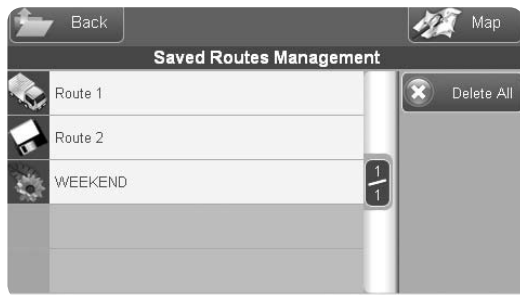 Back
Map
Saved Routes Management
Route 1
Delete All
Route 2
WEEKEND
1
1